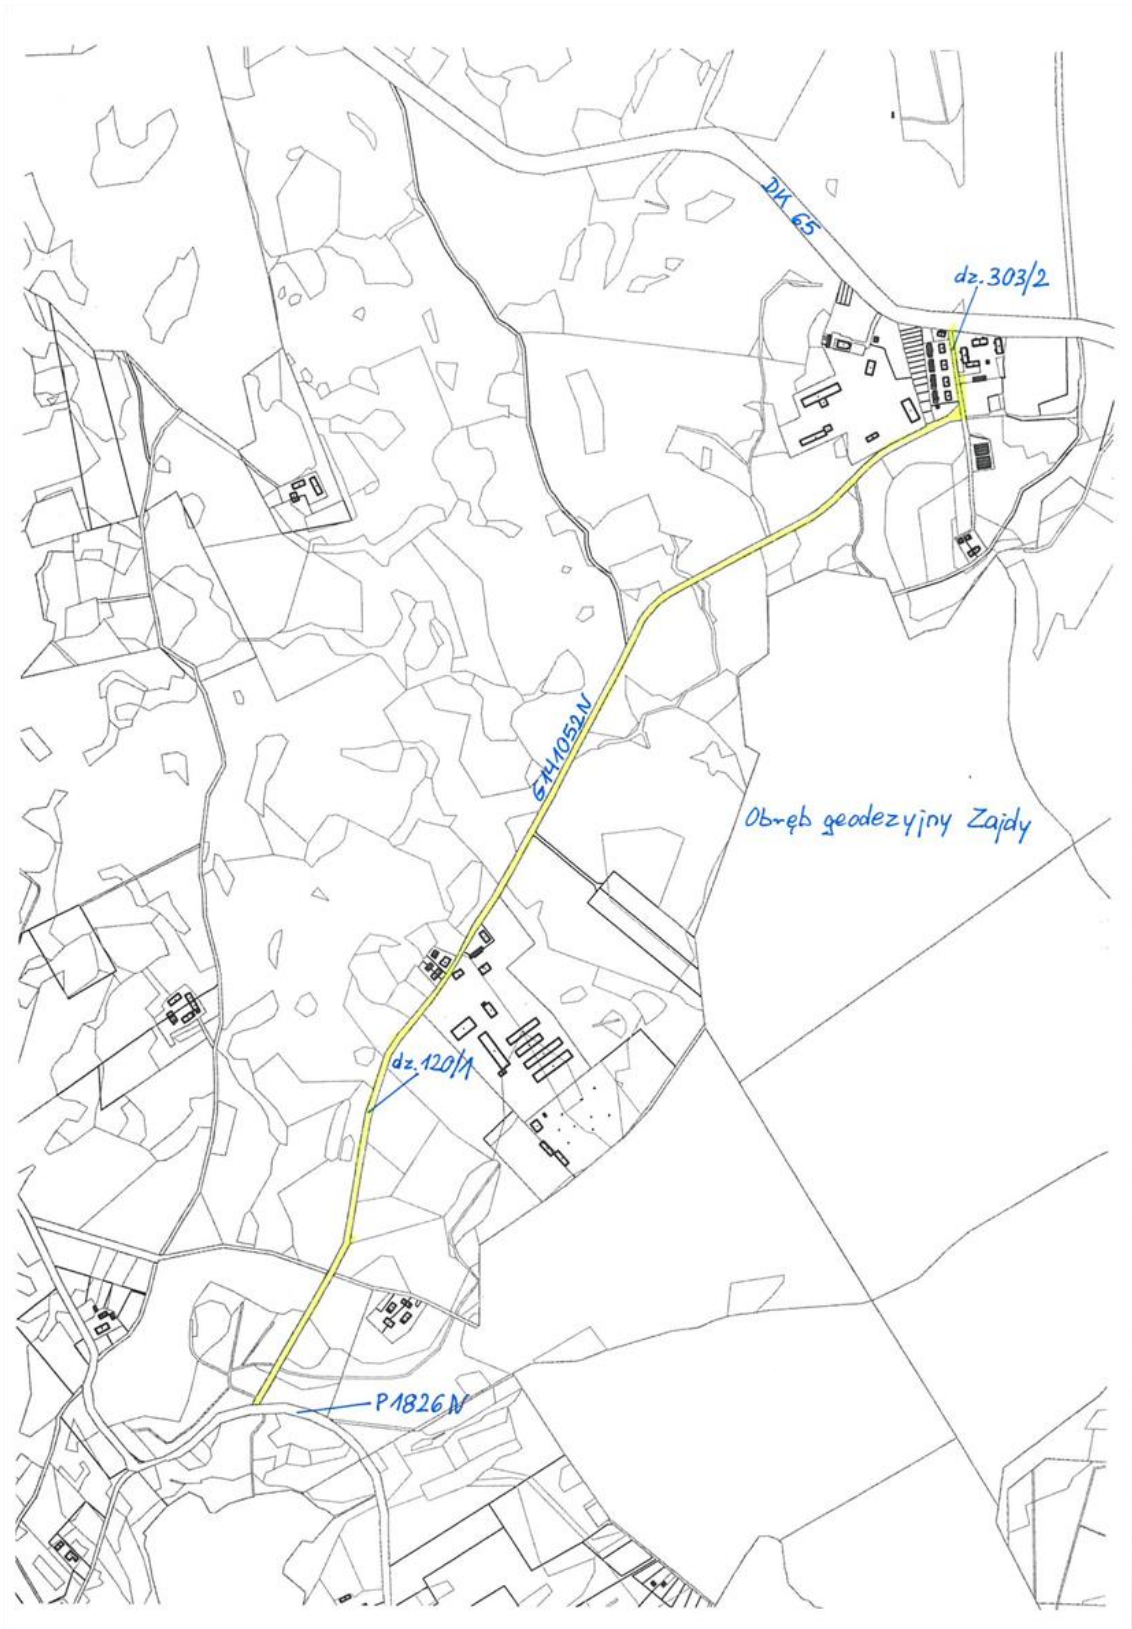 DK 65
dz. 303/2
G141052N
Obręb geodezyjny Zajdy
dz. 120/1
P1826N